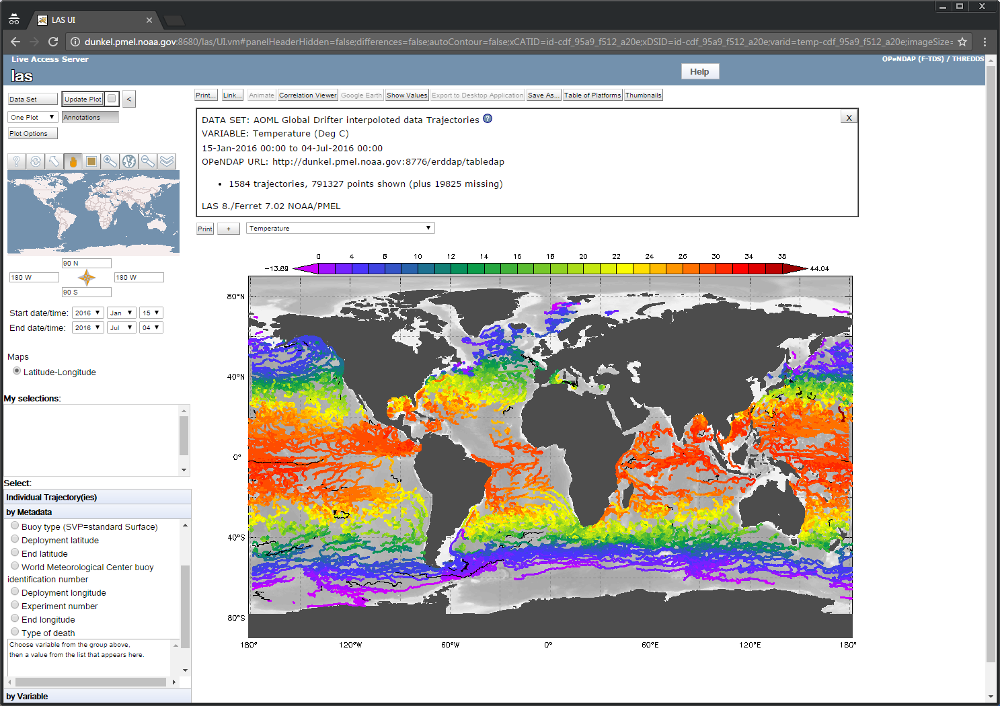 LAS UI
dunkel.pmel.noaa.gov:8680/las/UI.vm#panelHeaderHidden=false;differences=false;autoContour=false;xCATID=id-cdf_95a9_f512_a20e;xDSID=id-cdf_95a9_f512_a20e;varid=temp-cdf_95a9_f512_a20e;imageSize=
Live Access Server
OPeNDAP (F-TDS) / THREDDS
las
Help
Data Set
Update Plot
<
Print...
Link...
Animate
Correlation Viewer
Google Earth
Show Values
Export to Desktop Application
Save As...
Table of Platforms
Thumbnails
One Plot
Annotations
Plot Options
X
DATA SET: AOML Global Drifter interpoloted data Trajectories
VARIABLE: Temperature (Deg C)
15-Jan-2016 00:00 to 04-Jul-2016 00:00
OPeNDAP URL: http://dunkel.pmel.noaa.gov:8776/erddap/tabledap
• 1584 trajectories, 791327 points shown (plus 19825 missing)
LAS 8./Ferret 7.02 NOAA/PMEL
Print
+
Temperature
90 N
180 W
180 W
90 S
Start date/time: 2016 Jan 15
End date/time: 2016 Jul 04
Maps
Latitude-Longitude
My selections:
Select:
Individual Trajectory(ies)
by Metadata
Buoy type (SVP=standard Surface)
Deployment latitude
End latitude
World Meteorological Center buoy
identification number
Deployment longitude
Experiment number
End longitude
Type of death
Choose variable from the group above,
then a value from the list that appears here.
by Variable
0 4 8 10 12 14 16 18 20 22 24 26 30 34 38
-13.89
44.04
80°N
40°N
0°
40°S
80°S
180° 120°W 60°W 0° 60°E 120°E 180°